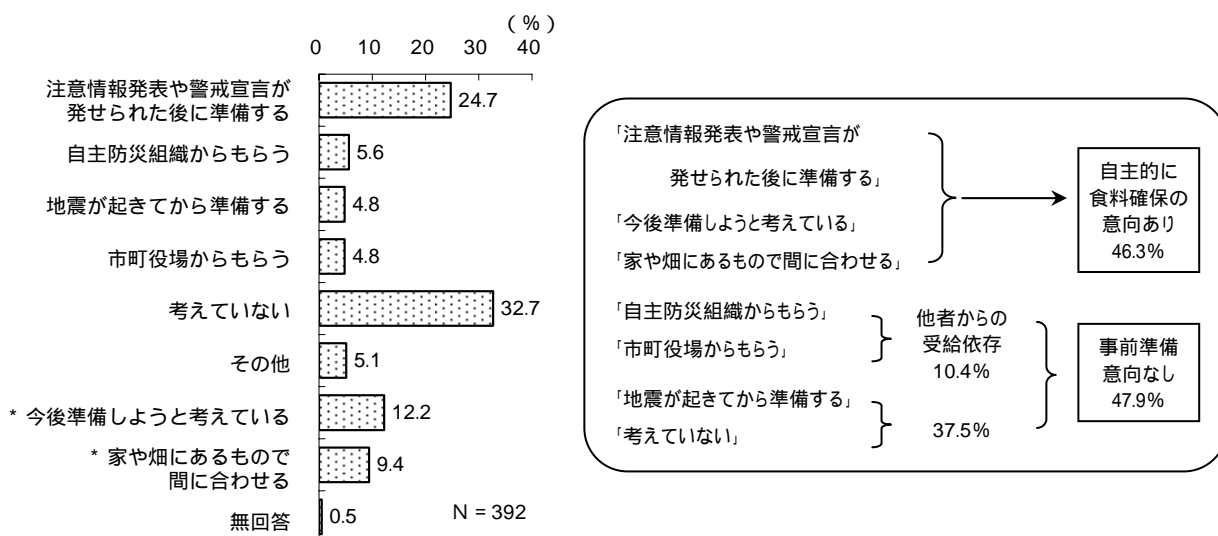 (%)
0 10 20 30 40
注意情報発表や警戒宣言が
発せられた後に準備する
24.7
自主防災組織からもらう
5.6
地震が起きてから準備する
4.8
市町役場からもらう
4.8
考えていない
32.7
その他
5.1
* 今後準備しようと考えている
12.2
* 家や畑にあるもので
間に合わせる
9.4
無回答
0.5
N = 392
「注意情報発表や警戒宣言が
発せられた後に準備する」
「今後準備しようと考えている」
「家や畑にあるもので間に合わせる」
自主的に
食料確保の
意向あり
46.3%
「自主防災組織からもらう」
「市町役場からもらう」
他者からの
受給依存
10.4%
「地震が起きてから準備する」
「考えていない」
37.5%
事前準備
意向なし
47.9%